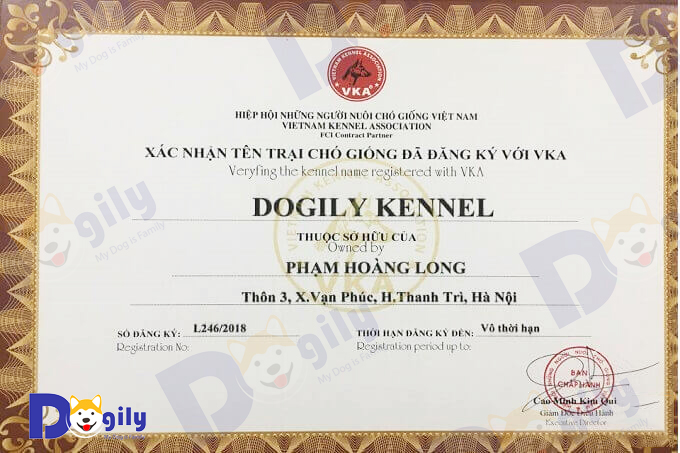 VIETNAM KENNEL ASSOCIATION
VKA
HIỆP HỘI NHỮNG NGƯỜI NUÔI CHÓ GIỐNG VIỆT NAM
VIETNAM KENNEL ASSOCIATION
FCI Contract Partner
XÁC NHẬN TÊN TRẠI CHÓ GIỐNG ĐÃ ĐĂNG KÝ VỚI VKA
Veryfing the kennel name registered with VKA
DOGILY KENNEL
THUỘC SỞ HỮU CỦA
Owned by
PHẠM HOÀNG LONG
Thôn 3, X.Vạn Phúc, H.Thanh Trì, Hà Nội
SỐ ĐĂNG KÝ: L246/2018
THỜI HẠN ĐĂNG KÝ ĐẾN: Vô thời hạn
Registration No:
Registration period up to:
BAN
CHẤP HÀNH
Cao Minh Kim Qui
Giám Đốc Điều Hành
Executive Director
Dogily
My Dog is Family